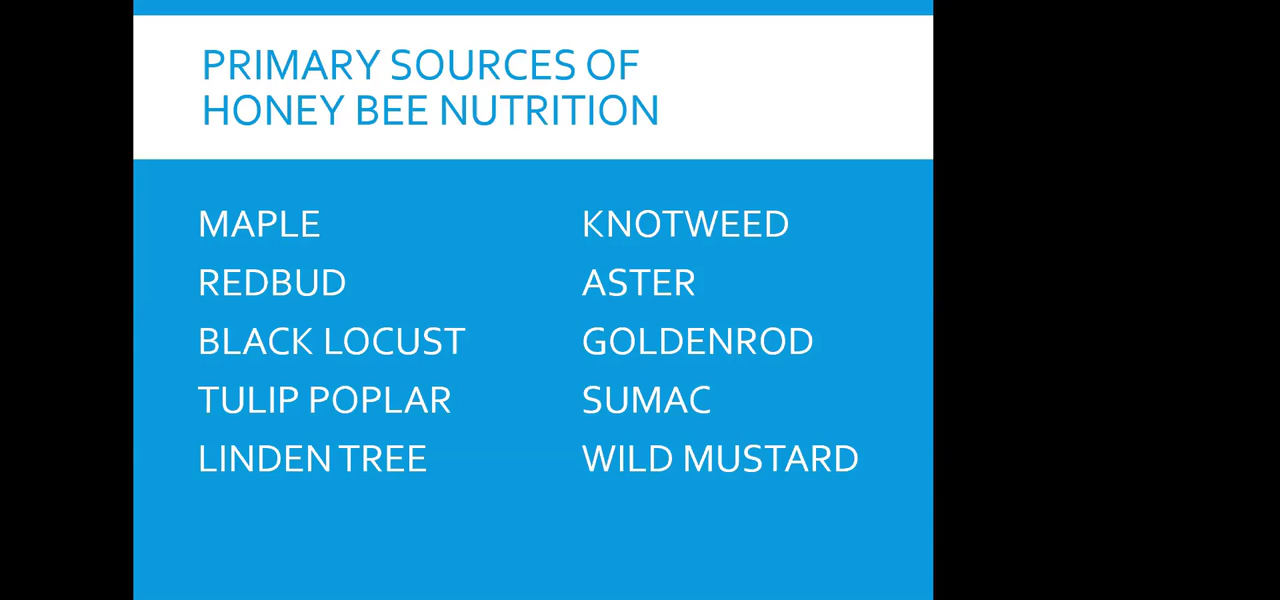 PRIMARY SOURCES OF
HONEY BEE NUTRITION
MAPLE
REDBUD
BLACK LOCUST
TULIP POPLAR
LINDEN TREE
KNOTWEED
ASTER
GOLDENROD
SUMAC
WILD MUSTARD